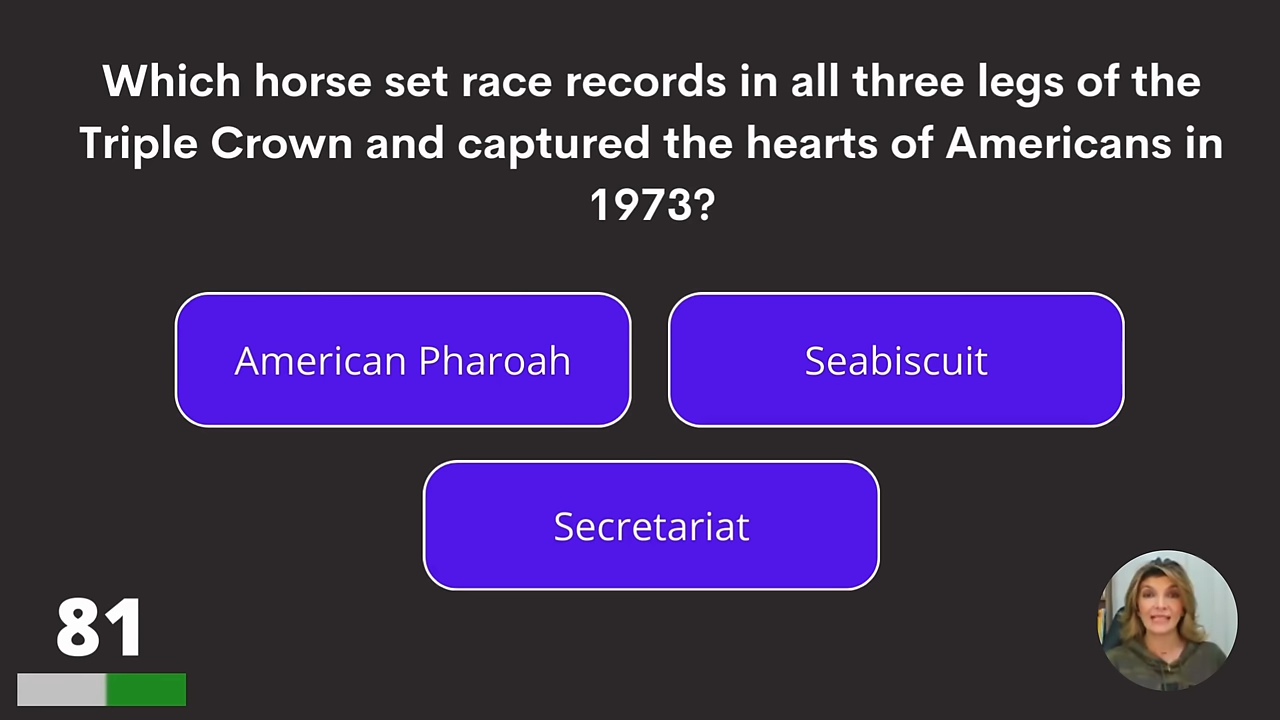 Which horse set race records in all three legs of the
Triple Crown and captured the hearts of Americans in
1973?
American Pharoah
Seabiscuit
Secretariat
81